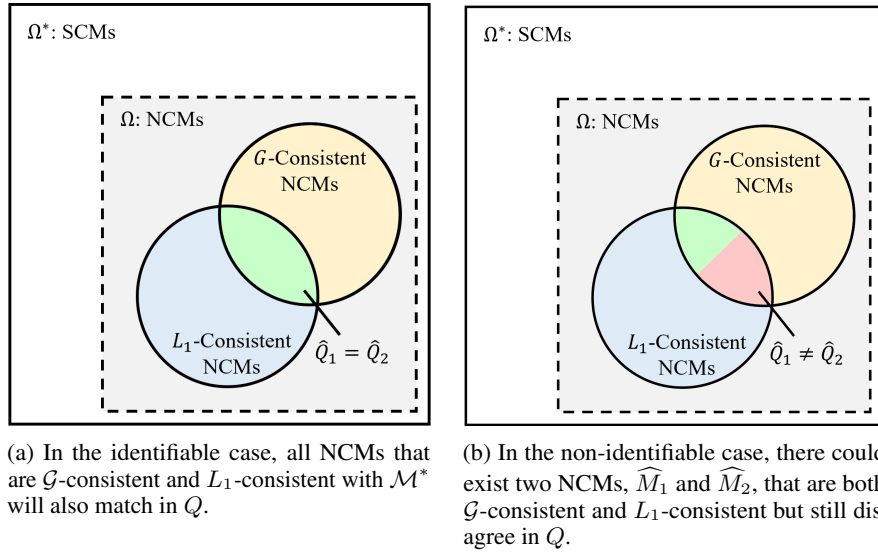 Ω*: SCMs
Ω: NCMs
G-Consistent
NCMs
L₁-Consistent
NCMs
Q̂₁ = Q̂₂
(a) In the identifiable case, all NCMs that
are 𝒢-consistent and L₁-consistent with ℳ*
will also match in Q.
Ω*: SCMs
Ω: NCMs
G-Consistent
NCMs
L₁-Consistent
NCMs
Q̂₁ ≠ Q̂₂
(b) In the non-identifiable case, there could
exist two NCMs, M̂₁ and M̂₂, that are both
𝒢-consistent and L₁-consistent but still dis
agree in Q.